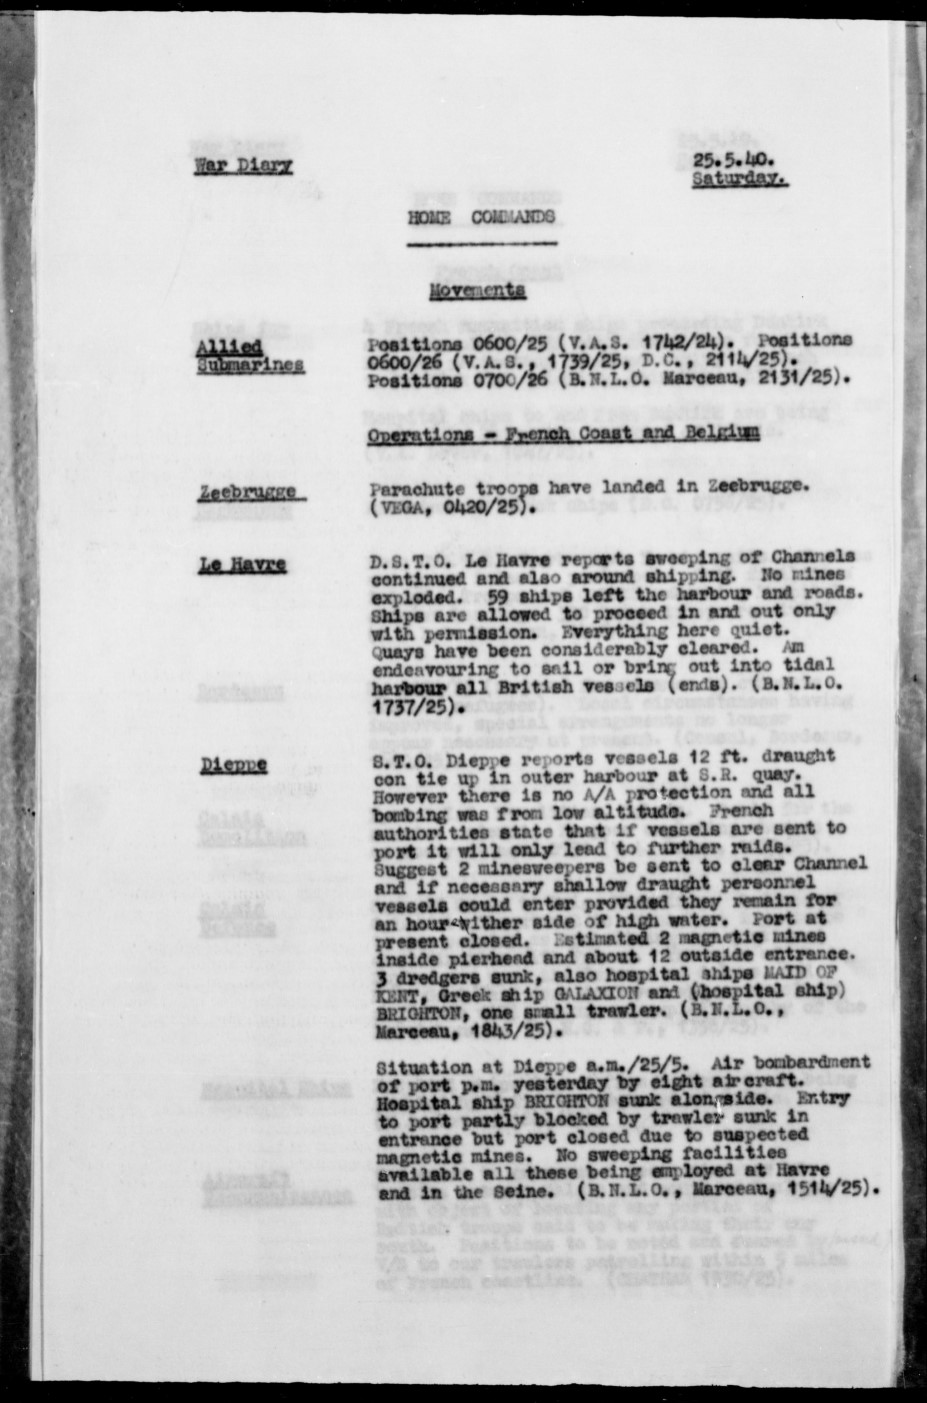 War Diary
25.5.40.
Saturday.
HOME COMMANDS
Movements
Allied
Submarines
Positions 0600/25 (V.A.S. 1742/24). Positions
0600/26 (V.A.S., 1739/25, D.C., 2114/25).
Positions 0700/26 (B.N.L.O. Marceau, 2131/25).
Operations - French Coast and Belgium
Zeebrugge
Parachute troops have landed in Zeebrugge.
(VEGA, 0420/25).
Le Havre
D.S.T.O. Le Havre reports sweeping of Channels
continued and also around shipping. No mines
exploded. 59 ships left the harbour and roads.
Ships are allowed to proceed in and out only
with permission. Everything here quiet.
Quays have been considerably cleared. Am
endeavouring to sail or bring out into tidal
harbour all British vessels (ends). (B.N.L.O.
1737/25).
Dieppe
S.T.O. Dieppe reports vessels 12 ft. draught
con tie up in outer harbour at S.R. quay.
However there is no A/A protection and all
bombing was from low altitude. French
authorities state that if vessels are sent to
port it will only lead to further raids.
Suggest 2 minesweepers be sent to clear Channel
and if necessary shallow draught personnel
vessels could enter provided they remain for
an hour either side of high water. Port at
present closed. Estimated 2 magnetic mines
inside pierhead and about 12 outside entrance.
3 dredgers sunk, also hospital ships MAID OF
KENT, Greek ship GALAXION and (hospital ship)
BRIGHTON, one small trawler. (B.N.L.O.,
Marceau, 1843/25).
Situation at Dieppe a.m./25/5. Air bombardment
of port p.m. yesterday by eight aircraft.
Hospital ship BRIGHTON sunk alongside. Entry
to port partly blocked by trawler sunk in
entrance but port closed due to suspected
magnetic mines. No sweeping facilities
available all these being employed at Havre
and in the Seine. (B.N.L.O., Marceau, 1514/25).